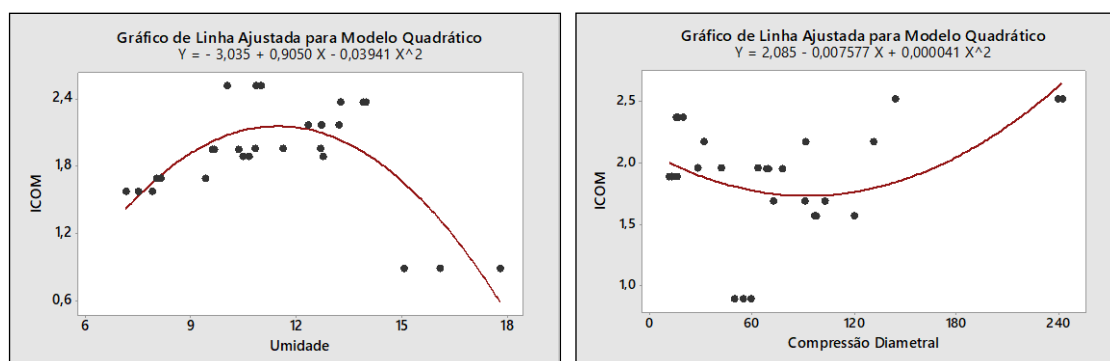 Gráfico de Linha Ajustada para Modelo Quadrático
Y = - 3,035 + 0,9050 X - 0,03941 X^2
2,4
1,8
1,2
0,6
ICOM
6 9 12 15 18
Umidade
Gráfico de Linha Ajustada para Modelo Quadrático
Y = 2,085 - 0,007577 X + 0,000041 X^2
2,5
2,0
1,5
1,0
ICOM
0 60 120 180 240
Compressão Diametral